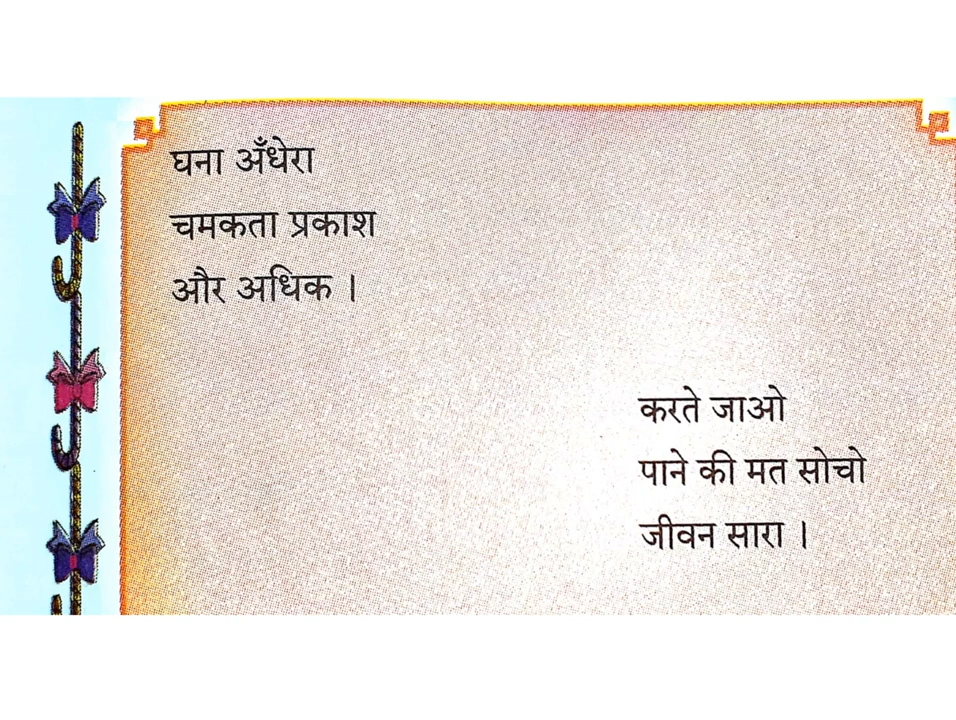 घना अँधेरा
चमकता प्रकाश
और अधिक ।
करते जाओ
पाने की मत सोचो
जीवन सारा ।